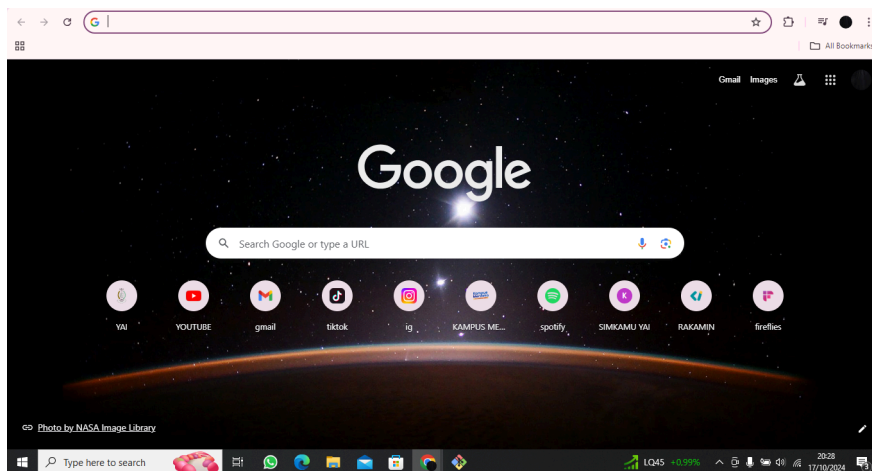 All Bookmarks
Gmail Images
Google
Search Google or type a URL
YAI YOUTUBE gmail tiktok ig KAMPUS ME... spotify SIMKAMU YAI RAKAMIN fireflies
Photo by NASA Image Library
Type here to search
LQ45 +0,99%
20:28
17/10/2024
3